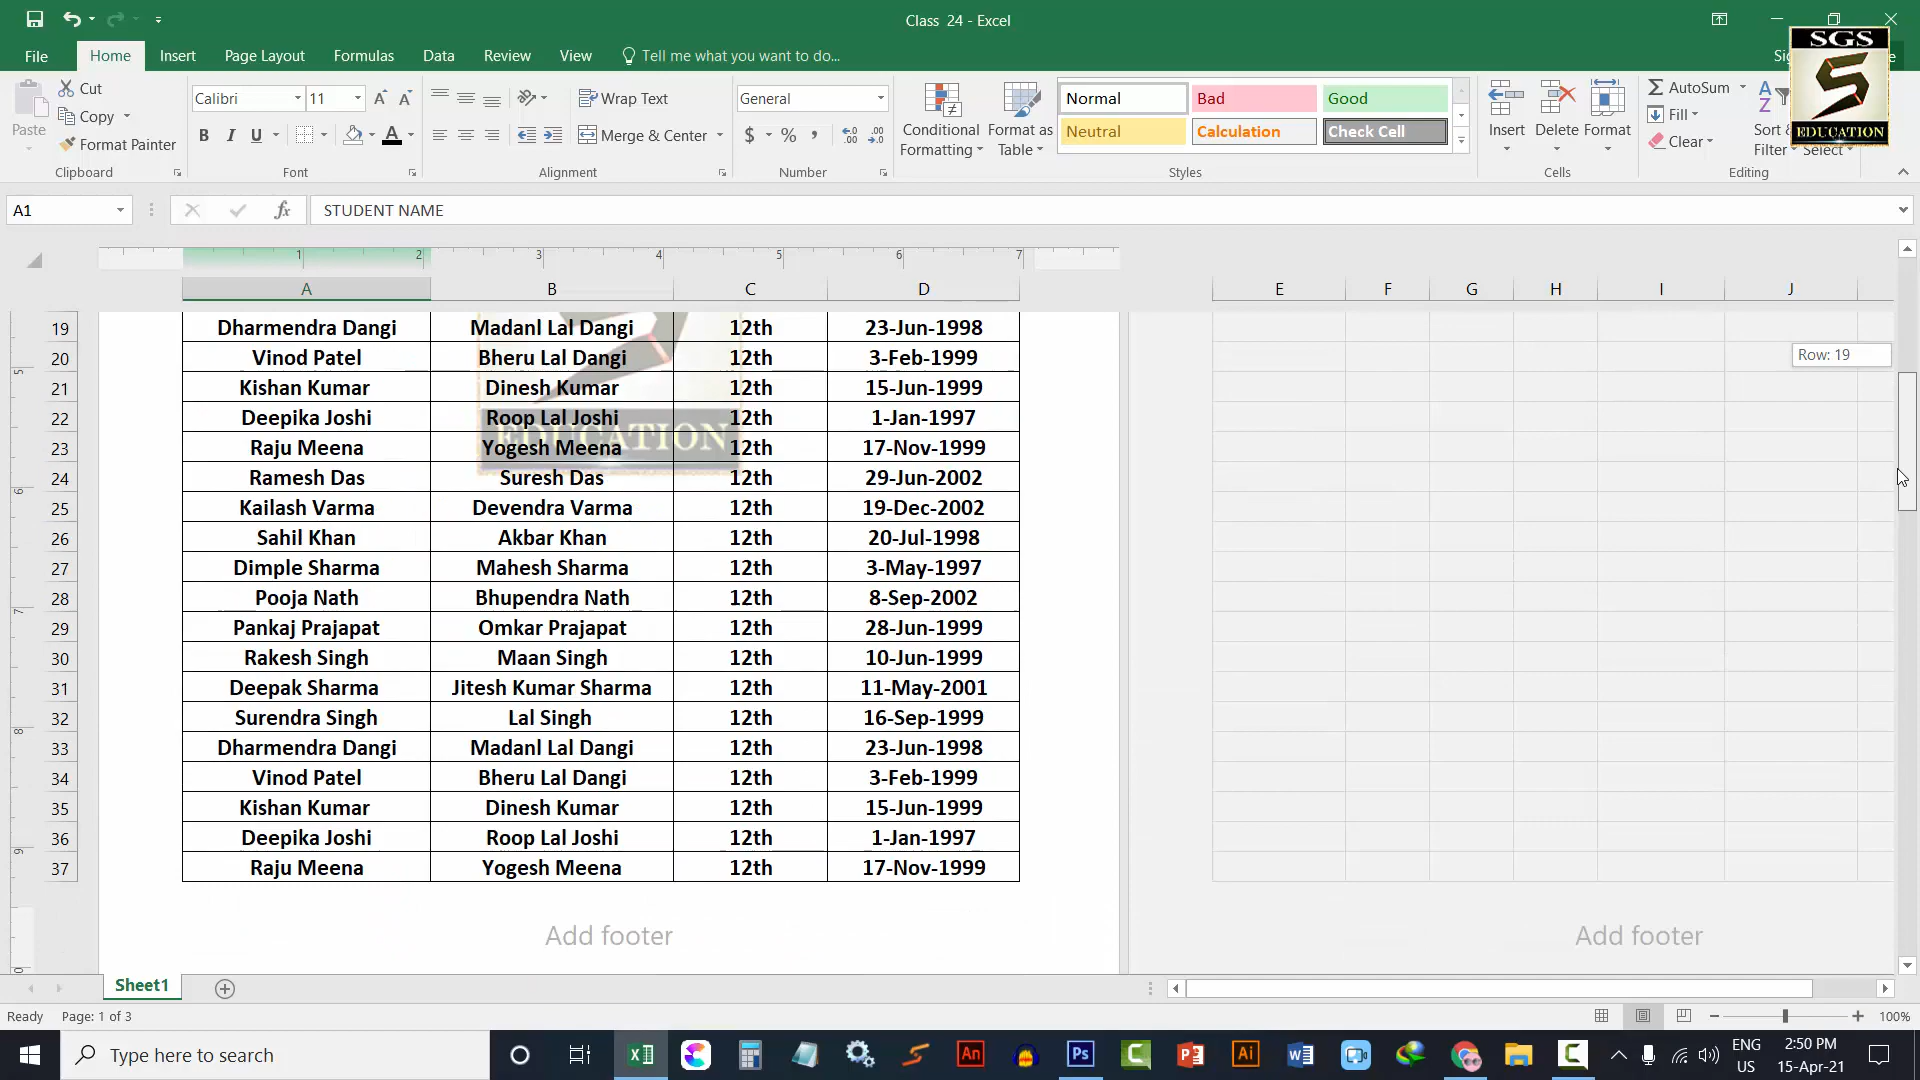 Class 24 - Excel
File Home Insert Page Layout Formulas Data Review View Tell me what you want to do...
SGS
EDUCATION
Paste
Cut
Copy
Format Painter
Clipboard
Calibri 11
B I U
Font
Wrap Text
Merge & Center
Alignment
General
$ % ,
Number
Conditional
Formatting
Format as
Table
Normal Bad Good
Neutral Calculation Check Cell
Styles
Insert Delete Format
Cells
AutoSum
Fill
Clear
Sort &
Filter
Select
Editing
A1 fx STUDENT NAME
1 2 3 4 5 6 7
A B C D E F G H I J
19 Dharmendra Dangi Madanl Lal Dangi 12th 23-Jun-1998
20 Vinod Patel Bheru Lal Dangi 12th 3-Feb-1999
Row: 19
21 Kishan Kumar Dinesh Kumar 12th 15-Jun-1999
22 Deepika Joshi Roop Lal Joshi 12th 1-Jan-1997
EDUCATION
23 Raju Meena Yogesh Meena 12th 17-Nov-1999
24 Ramesh Das Suresh Das 12th 29-Jun-2002
25 Kailash Varma Devendra Varma 12th 19-Dec-2002
26 Sahil Khan Akbar Khan 12th 20-Jul-1998
27 Dimple Sharma Mahesh Sharma 12th 3-May-1997
28 Pooja Nath Bhupendra Nath 12th 8-Sep-2002
29 Pankaj Prajapat Omkar Prajapat 12th 28-Jun-1999
30 Rakesh Singh Maan Singh 12th 10-Jun-1999
31 Deepak Sharma Jitesh Kumar Sharma 12th 11-May-2001
32 Surendra Singh Lal Singh 12th 16-Sep-1999
33 Dharmendra Dangi Madanl Lal Dangi 12th 23-Jun-1998
34 Vinod Patel Bheru Lal Dangi 12th 3-Feb-1999
35 Kishan Kumar Dinesh Kumar 12th 15-Jun-1999
36 Deepika Joshi Roop Lal Joshi 12th 1-Jan-1997
37 Raju Meena Yogesh Meena 12th 17-Nov-1999
Add footer Add footer
Sheet1
Ready Page: 1 of 3 100%
Type here to search
ENG
US
2:50 PM
15-Apr-21